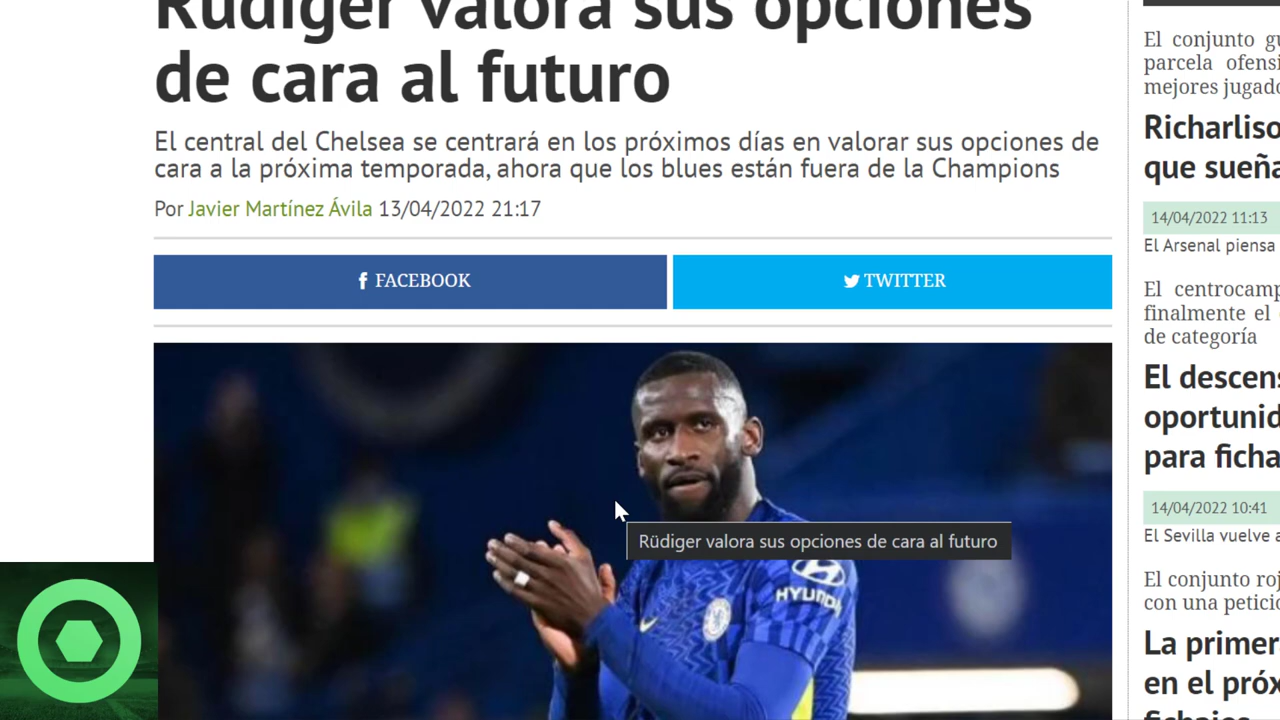 Rüdiger valora sus opciones
de cara al futuro
El central del Chelsea se centrará en los próximos días en valorar sus opciones de
cara a la próxima temporada, ahora que los blues están fuera de la Champions
Por Javier Martínez Ávila 13/04/2022 21:17
FACEBOOK
TWITTER
Rüdiger valora sus opciones de cara al futuro
HYUNDAI
El conjunto
parcela
mejores
que
14/04/2022 11:13
El Arsenal piensa
El
finalmente el
de categoría
El
para
14/04/2022 10:41
El Sevilla vuelve a
El conjunto
con una
La
en el